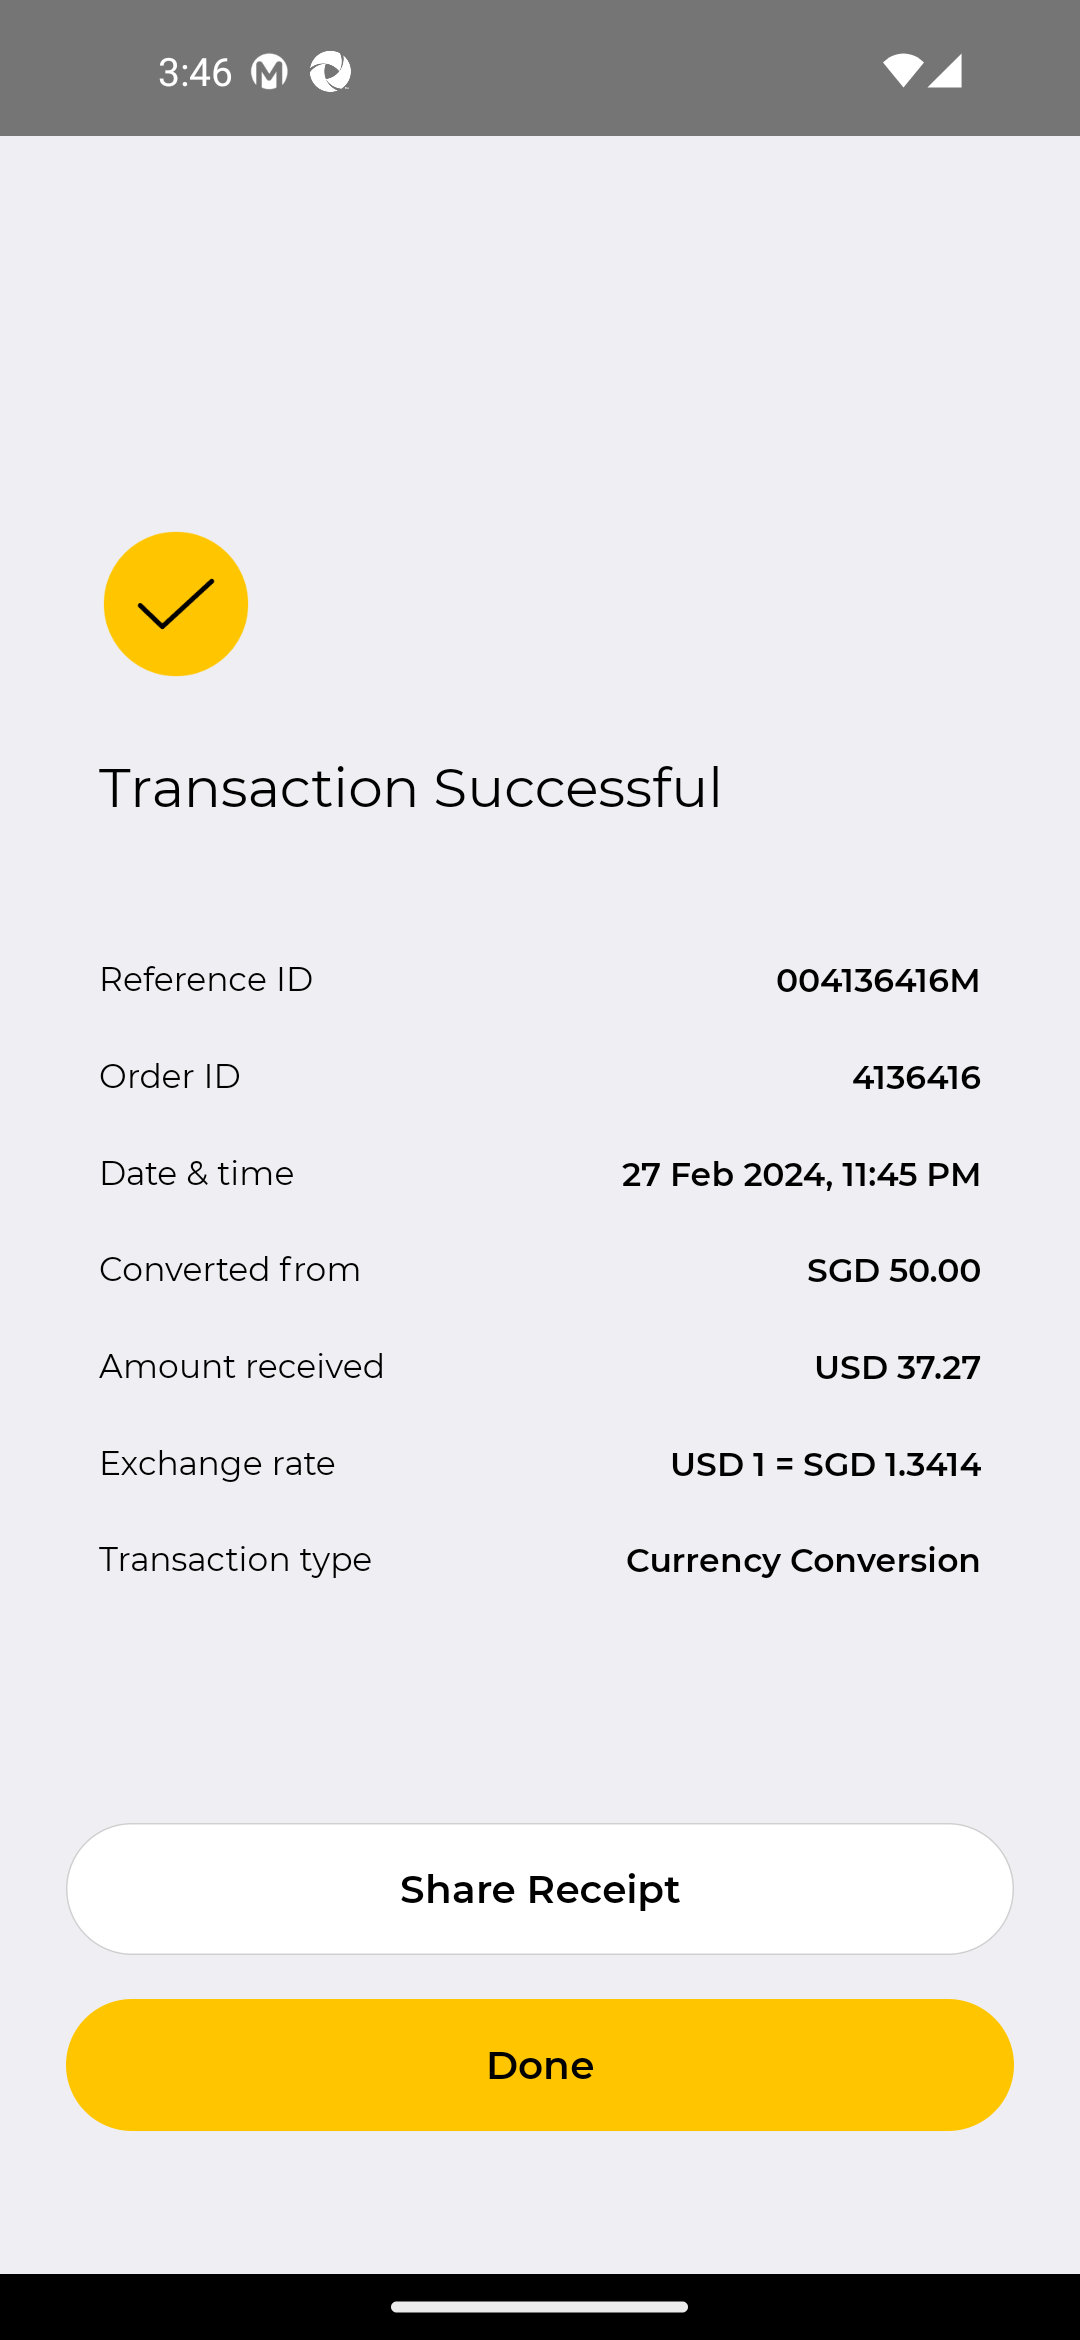 3:46
Transaction Successful
Reference ID 004136416M
Order ID 4136416
Date & time 27 Feb 2024, 11:45 PM
Converted from SGD 50.00
Amount received USD 37.27
Exchange rate USD 1 = SGD 1.3414
Transaction type Currency Conversion
Share Receipt
Done